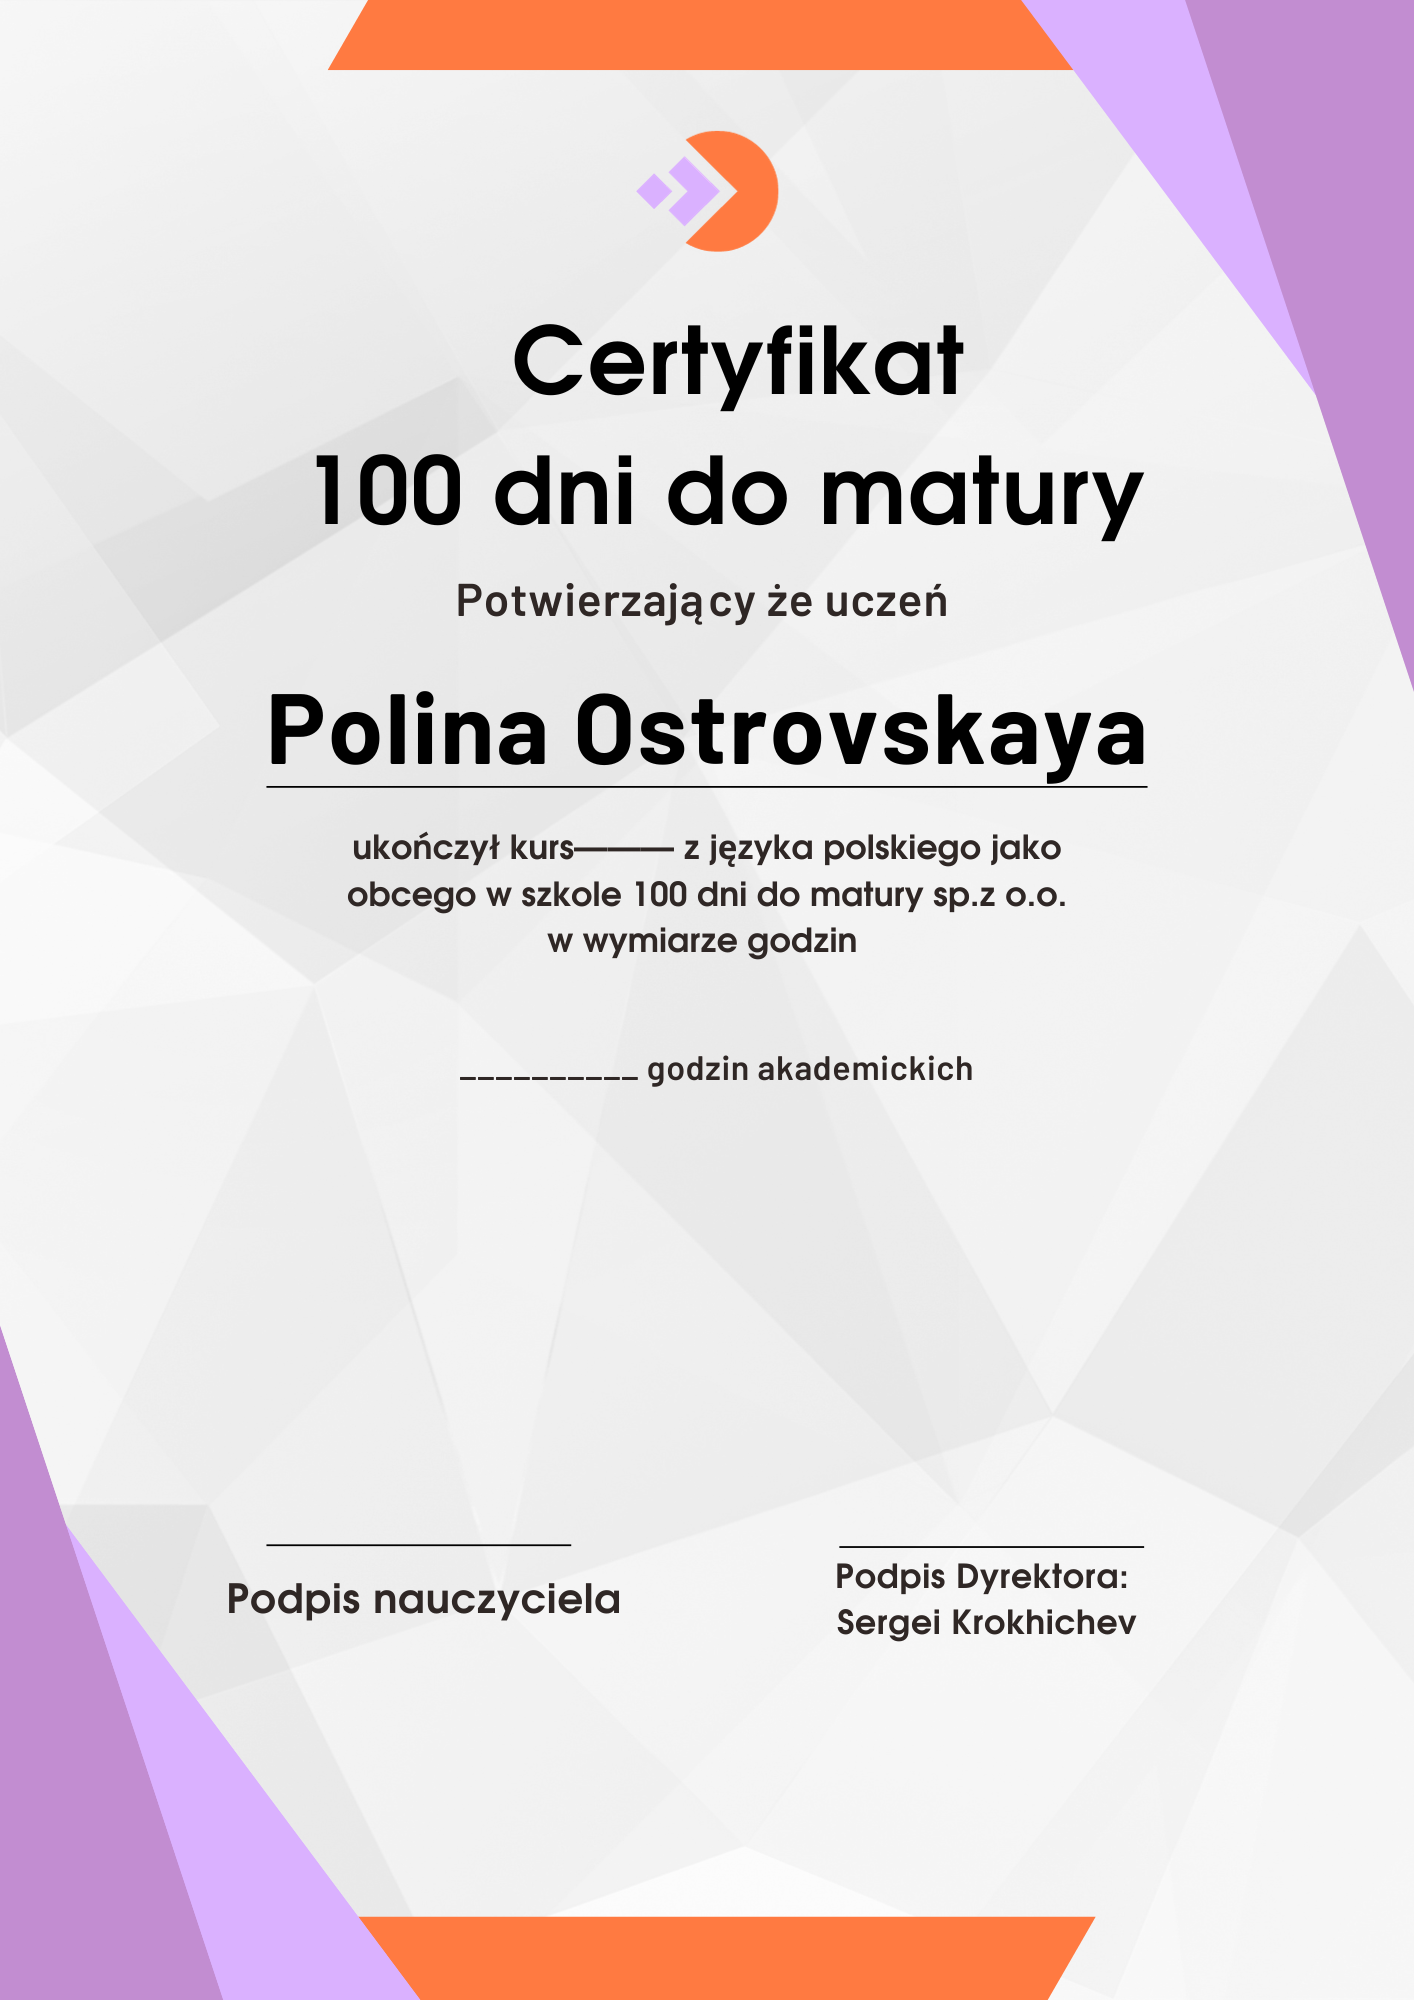 Certyfikat
100 dni do matury
Potwierzający że uczeń
Polina Ostrovskaya
ukończył kurs——— z języka polskiego jako
obcego w szkole 100 dni do matury sp.z o.o.
w wymiarze godzin
__________ godzin akademickich
Podpis nauczyciela
Podpis Dyrektora:
Sergei Krokhichev